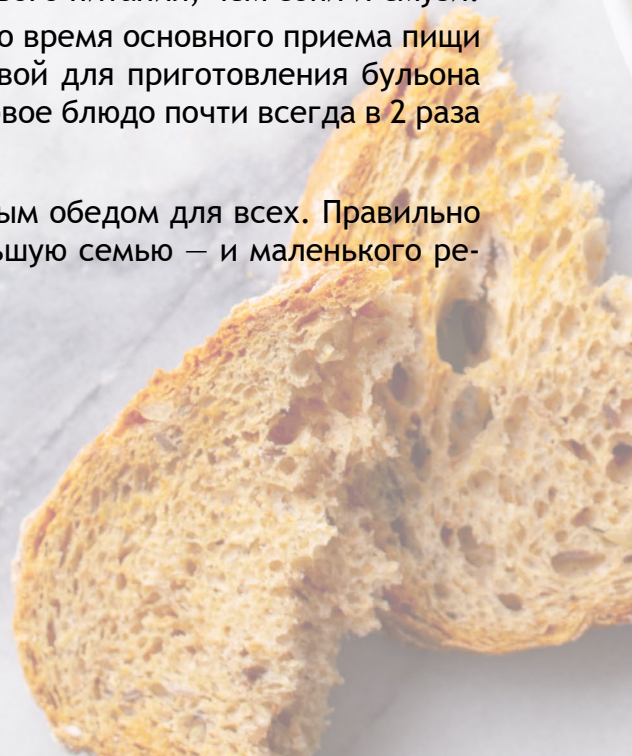 о время основного приема пищи
вой для приготовления бульона
вое блюдо почти всегда в 2 раза
ым обедом для всех. Правильно
шую семью — и маленького ре-